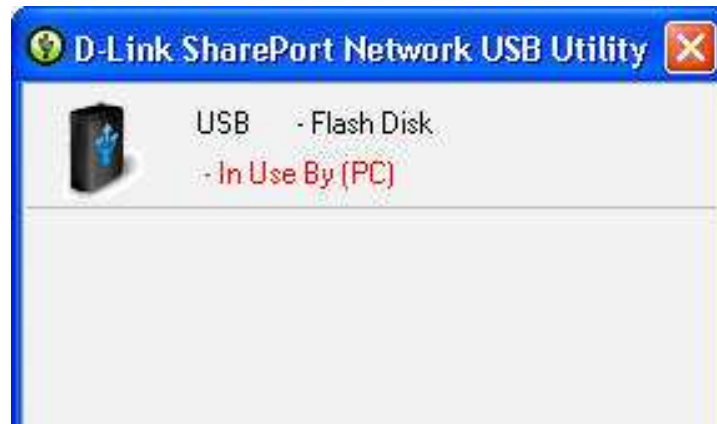 D-Link SharePort Network USB Utility
USB - Flash Disk
- In Use By (PC)